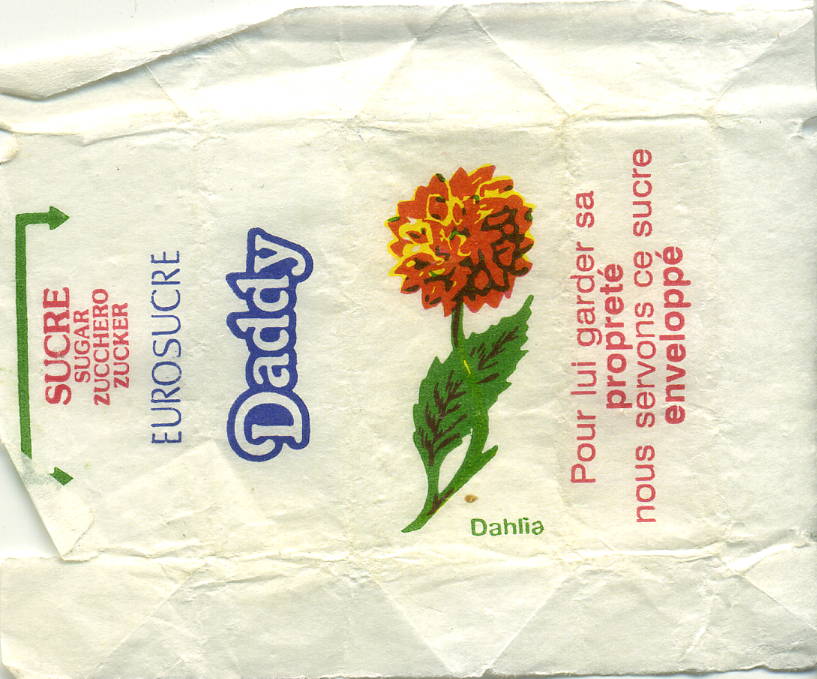 SUCRE
SUGAR
ZUCCHERO
ZUCKER
EUROSUCRE
Daddy
Dahlia
Pour lui garder sa
propreté
nous servons ce sucre
enveloppé